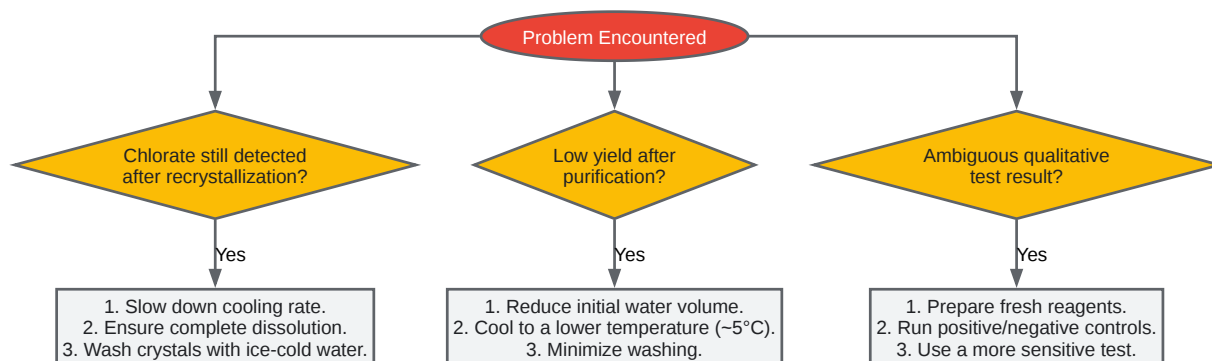 Problem Encountered
Chlorate still detected
after recrystallization?
Low yield after
purification?
Ambiguous qualitative
test result?
Yes
Yes
Yes
1. Slow down cooling rate.
2. Ensure complete dissolution.
3. Wash crystals with ice-cold water.
1. Reduce initial water volume.
2. Cool to a lower temperature (~5°C).
3. Minimize washing.
1. Prepare fresh reagents.
2. Run positive/negative controls.
3. Use a more sensitive test.